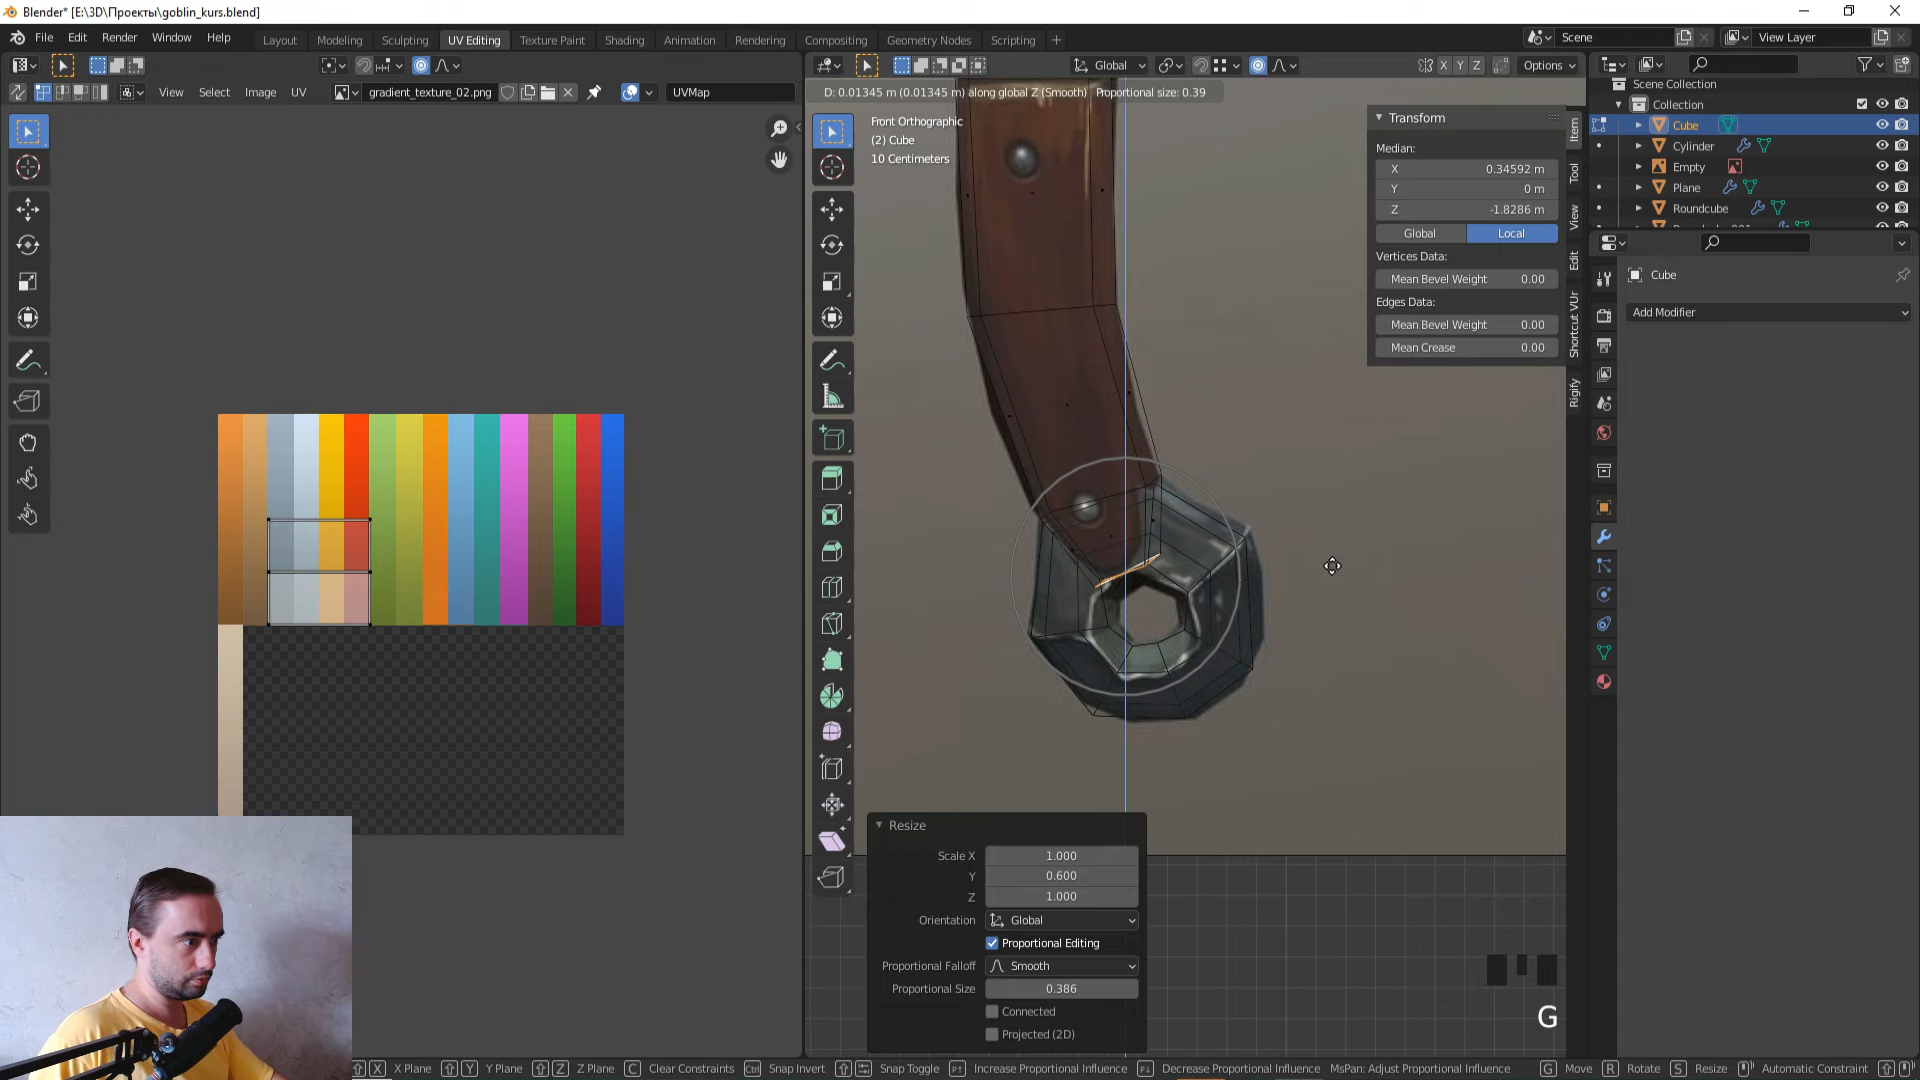 Blender* [E:\3D\Проекты\goblin_kurs.blend]
File Edit Render Window Help
Layout Modeling Sculpting UV Editing Texture Paint Shading Animation Rendering Compositing Geometry Nodes Scripting +
Scene
View Layer
Global
X Y Z
Options
View Select Image UV
gradient_texture_02.png
UVMap
D: 0.01345 m (0.01345 m) along global Z (Smooth) Proportional size: 0.39
Front Orthographic
(2) Cube
10 Centimeters
Transform
Median:
X 0.34592 m
Y 0 m
Z -1.8286 m
Global Local
Vertices Data:
Mean Bevel Weight 0.00
Edges Data:
Mean Bevel Weight 0.00
Mean Crease 0.00
Item
Tool
View
Edit
Shortcut VUr
Rigify
Scene Collection
Collection
Cube
Cylinder
Empty
Plane
Roundcube
Cube
Add Modifier
Resize
Scale X 1.000
Y 0.600
Z 1.000
Orientation Global
Proportional Editing
Proportional Falloff Smooth
Proportional Size 0.386
Connected
Projected (2D)
G
X X Plane Y Y Plane Z Z Plane C Clear Constraints Ctrl Snap Invert Snap Toggle Increase Proportional Influence Decrease Proportional Influence MsPan: Adjust Proportional Influence G Move R Rotate S Resize Automatic Constraint